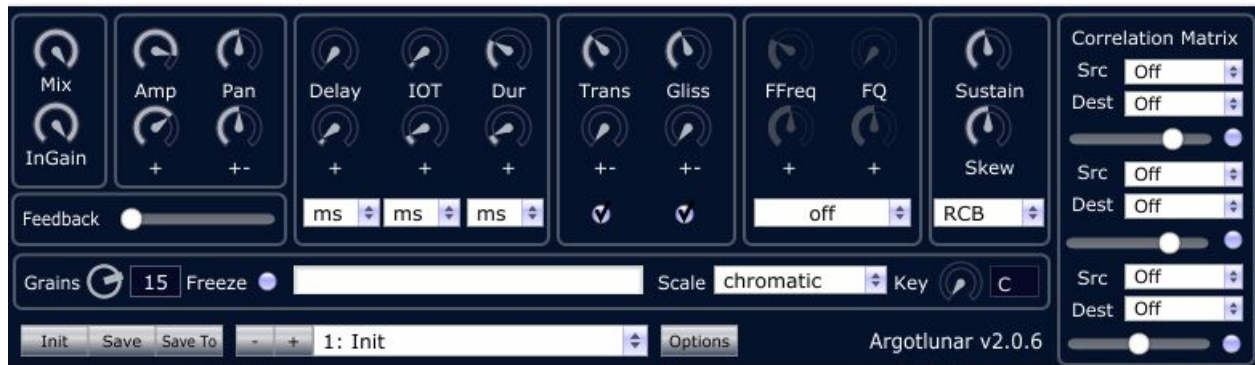 Mix
InGain
Amp Pan
+ +-
Delay IOT Dur
+ + +
ms ms ms
Trans Gliss
+- +-
FFreq FQ
+ +
off
Sustain
Skew
RCB
Correlation Matrix
Src Off
Dest Off
Src Off
Dest Off
Src Off
Dest Off
Feedback
Grains 15 Freeze Scale chromatic Key C
Init Save Save To - + 1: Init Options Argotlunar v2.0.6